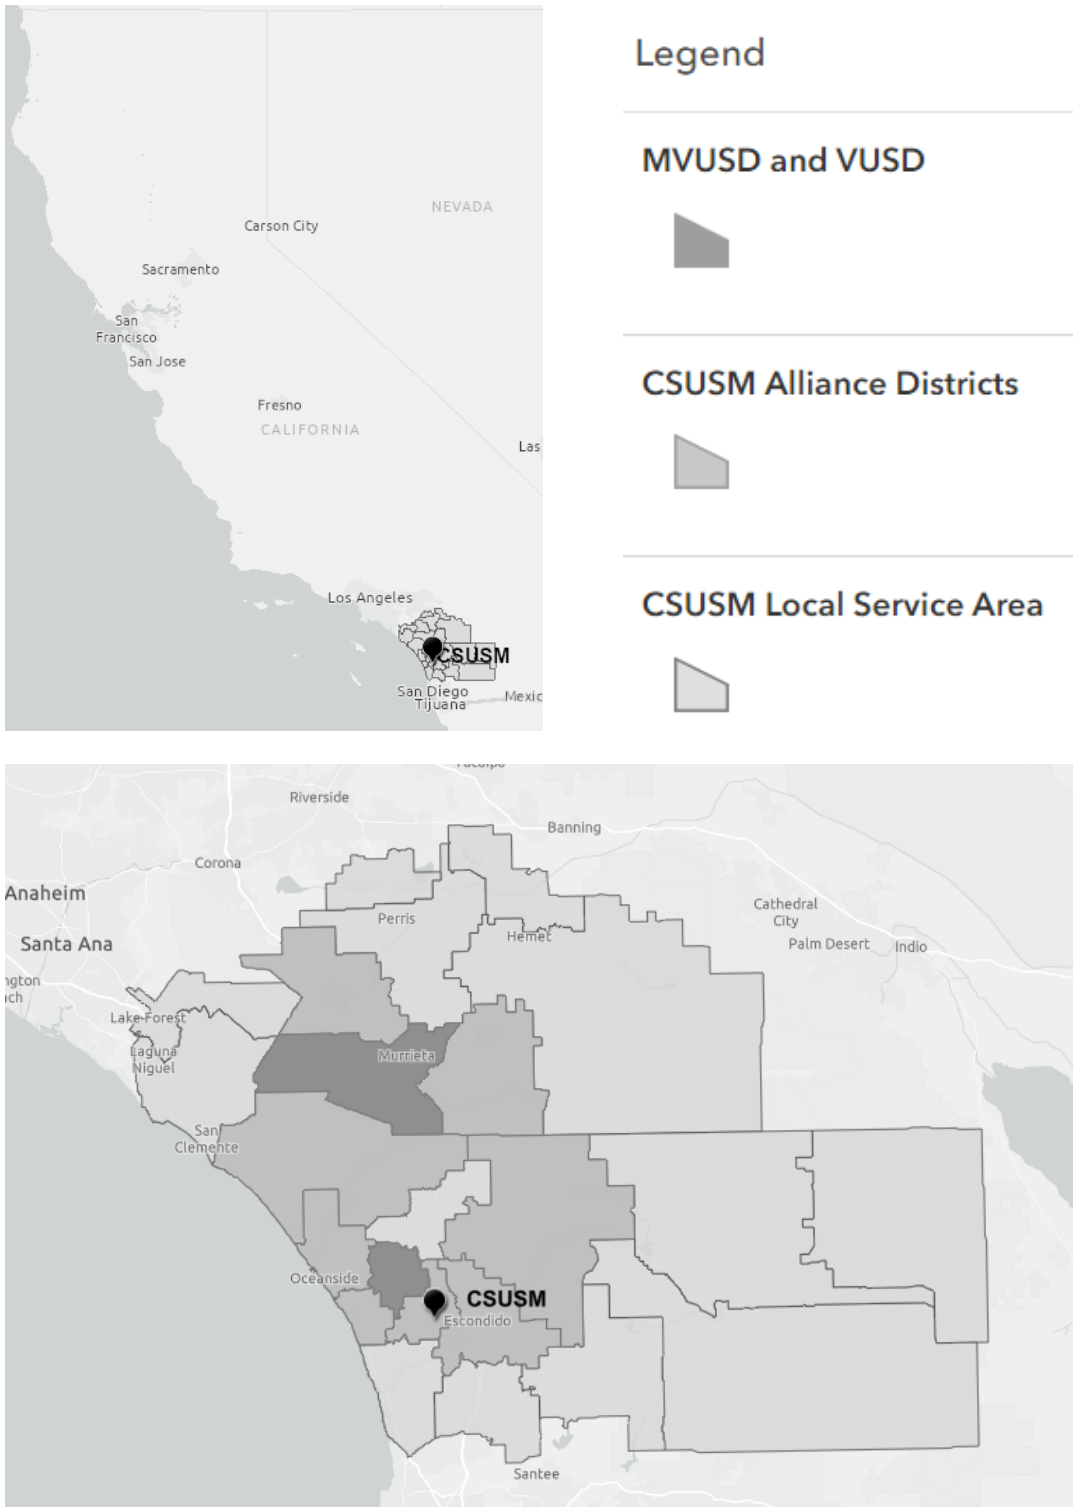 NEVADA
Carson City
Sacramento
San
Francisco
San Jose
Fresno
CALIFORNIA
Las
Los Angeles
CSUSM
San Diego
Tijuana
Mexic
Legend
MVUSD and VUSD
CSUSM Alliance Districts
CSUSM Local Service Area
Riverside
Banning
Corona
Anaheim
Cathedral
City
Perris
Santa Ana
Hemet
Palm Desert
Indio
ngton
ach
Lake Forest
Laguna
Niguel
Murrieta
San
Clemente
Oceanside
CSUSM
Escondido
Santee